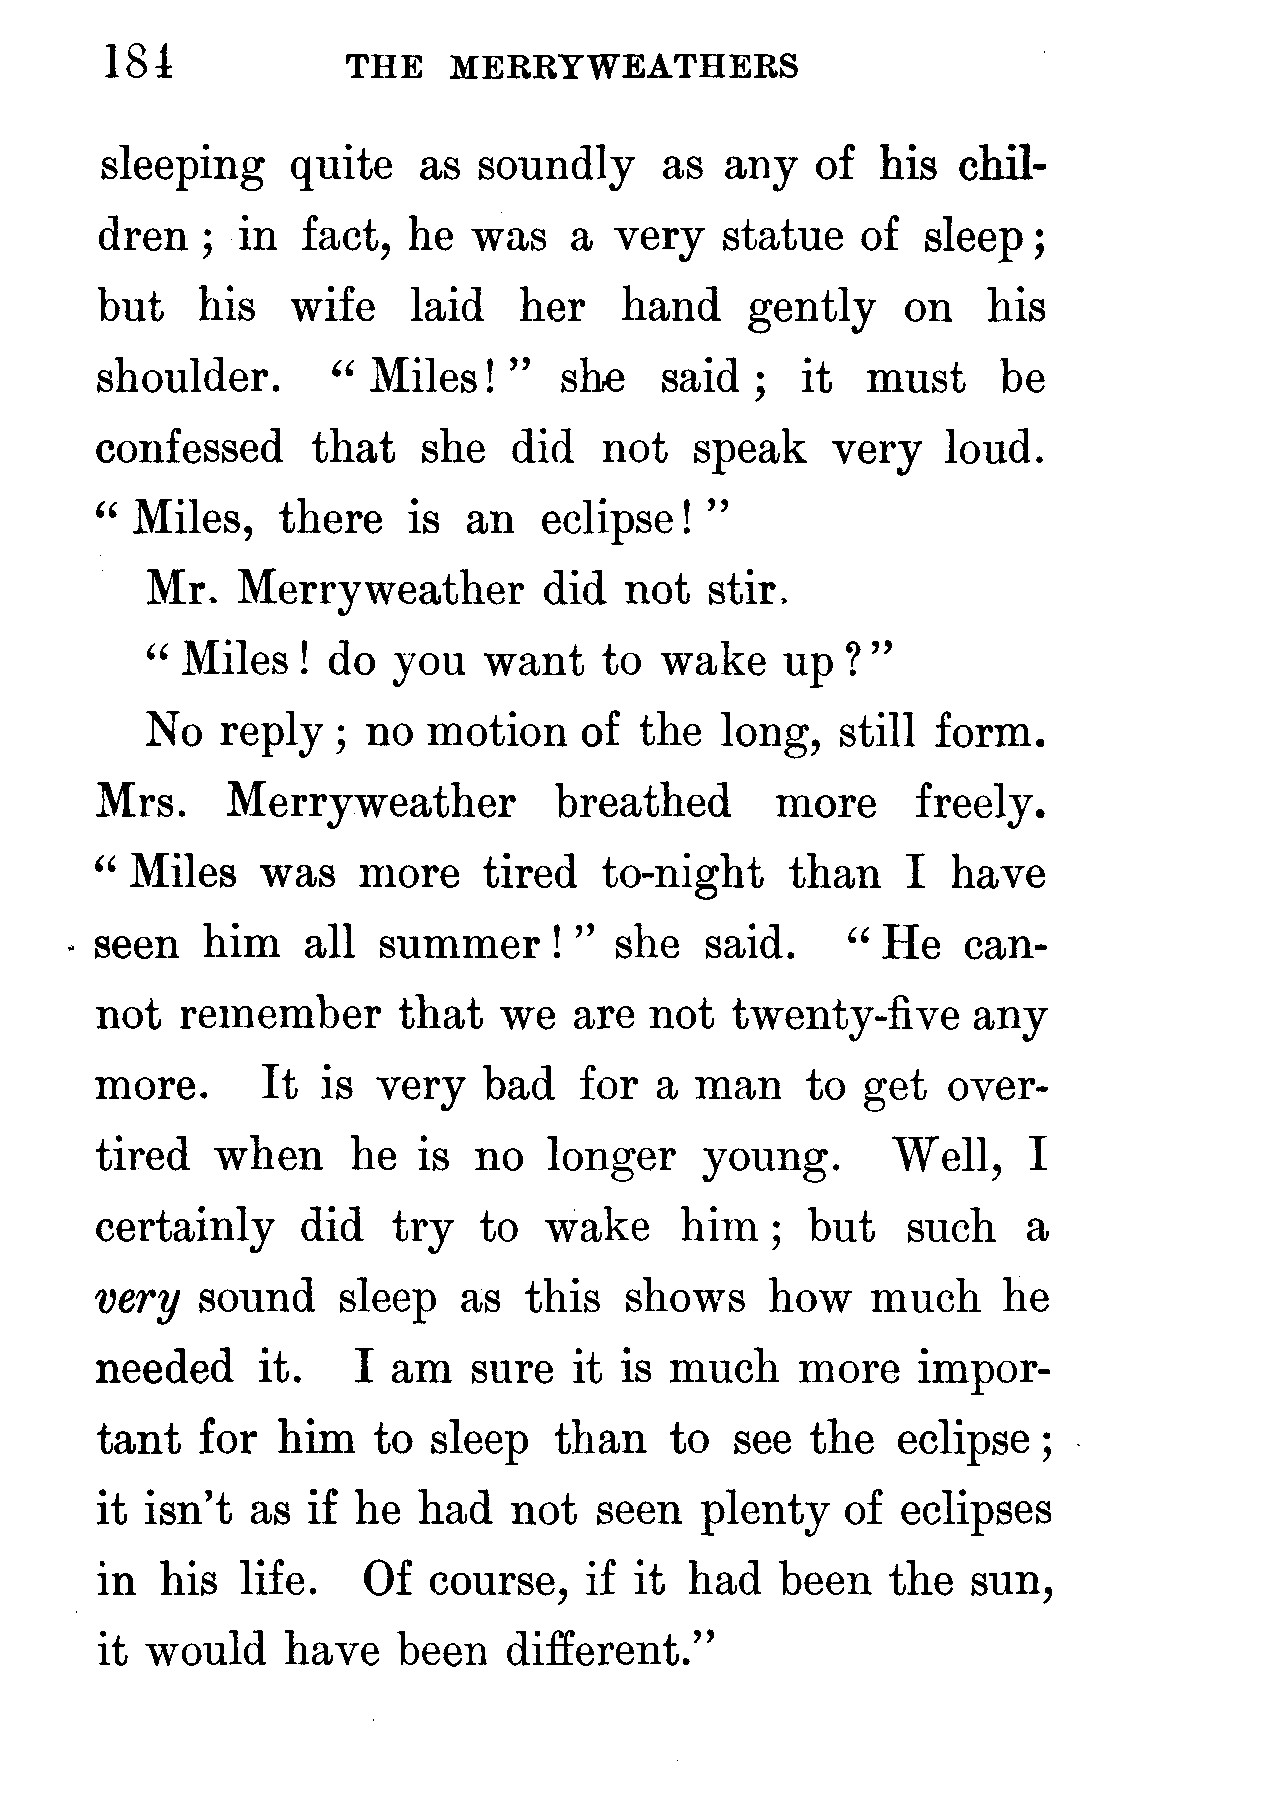 184 THE MERRYWEATHERS
sleeping quite as soundly as any of his chil-
dren ; in fact, he was a very statue of sleep ;
but his wife laid her hand gently on his
shoulder. “ Miles! ” she said ; it must be
confessed that she did not speak very loud.
“ Miles, there is an eclipse! ”
Mr. Merryweather did not stir.
“ Miles ! do you want to wake up ? ”
No reply ; no motion of the long, still form.
Mrs. Merryweather breathed more freely.
“ Miles was more tired to-night than I have
seen him all summer ! ” she said. “ He can-
not remember that we are not twenty-five any
more. It is very bad for a man to get over-
tired when he is no longer young. Well, I
certainly did try to wake him ; but such a
very sound sleep as this shows how much he
needed it. I am sure it is much more impor-
tant for him to sleep than to see the eclipse ;
it isn’t as if he had not seen plenty of eclipses
in his life. Of course, if it had been the sun,
it would have been different.”